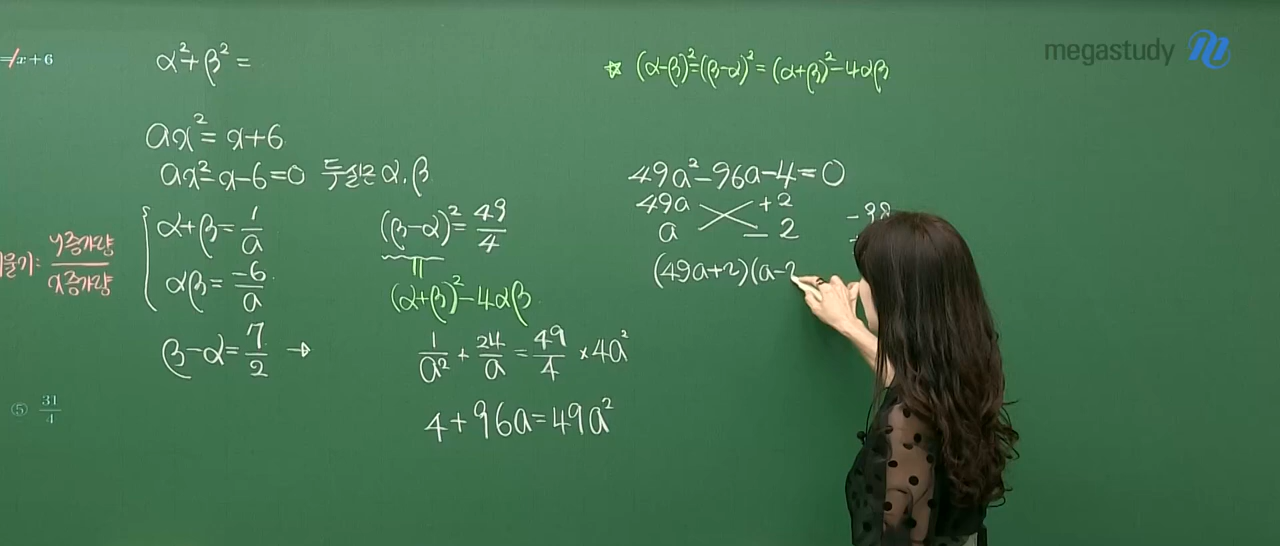 =x+6
α²+β²=
☆ (α-β)²=(β-α)²=(α+β)²-4αβ
megastudy
ax²=x+6
ax²-x-6=0 두실근 α,β
α+β=1/a
αβ=-6/a
β-α=7/2 →
기울기: y증가량/x증가량
⑤ 31/4
(β-α)²=49/4
(α+β)²-4αβ
1/a²+24/a=49/4×4a²
4+96a=49a²
49a²-96a-4=0
49a +2
a -2
-98
(49a+2)(a-2